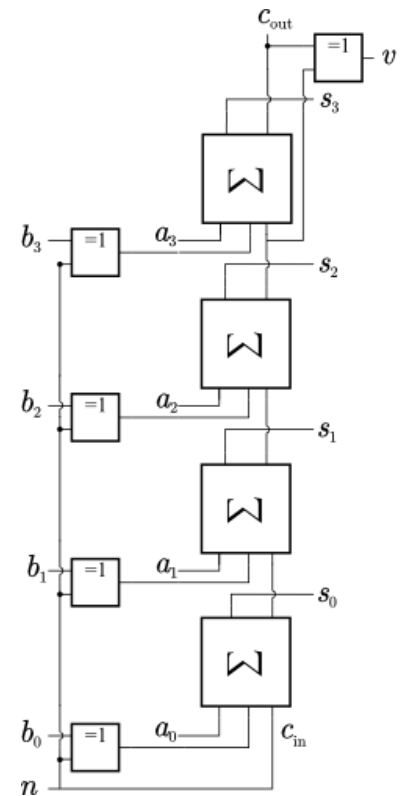 c_out
=1 v
s_3
Σ
b_3 =1 a_3
s_2
Σ
b_2 =1 a_2
s_1
Σ
b_1 =1 a_1
s_0
Σ
b_0 =1 a_0 c_in
n